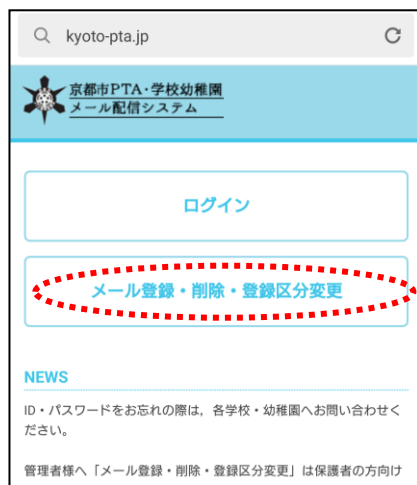 kyoto-pta.jp
京都市PTA・学校幼稚園
メール配信システム
ログイン
メール登録・削除・登録区分変更
NEWS
ID・パスワードをお忘れの際は，各学校・幼稚園へお問い合わせく
ださい。
管理者様へ「メール登録・削除・登録区分変更」は保護者の方向け